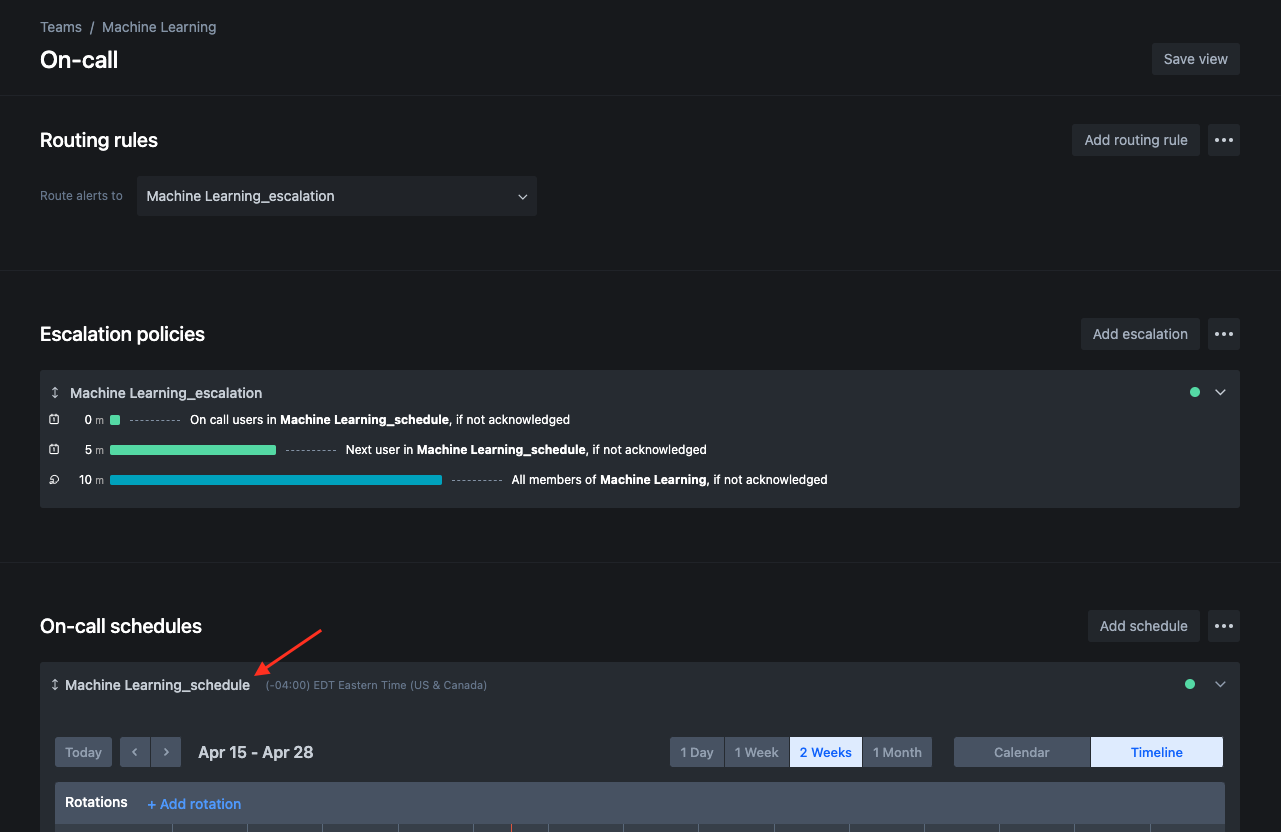 Teams / Machine Learning
On-call
Save view
Routing rules
Add routing rule
Route alerts to
Machine Learning_escalation
Escalation policies
Add escalation
Machine Learning_escalation
0 m
On call users in Machine Learning_schedule, if not acknowledged
5 m
Next user in Machine Learning_schedule, if not acknowledged
10 m
All members of Machine Learning, if not acknowledged
On-call schedules
Add schedule
Machine Learning_schedule
(-04:00) EDT Eastern Time (US & Canada)
Today
Apr 15 - Apr 28
1 Day
1 Week
2 Weeks
1 Month
Calendar
Timeline
Rotations
+ Add rotation